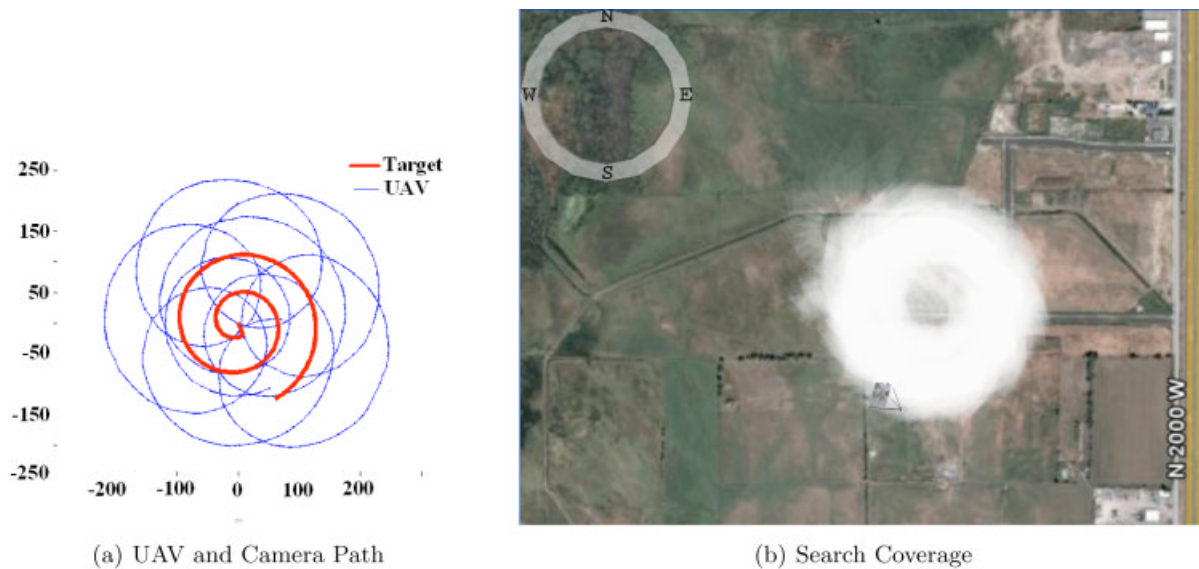 250
150
50
-50
-150
-250
-200 -100 0 100 200
Target
UAV
(a) UAV and Camera Path
N
W E
S
N 2000 W
(b) Search Coverage